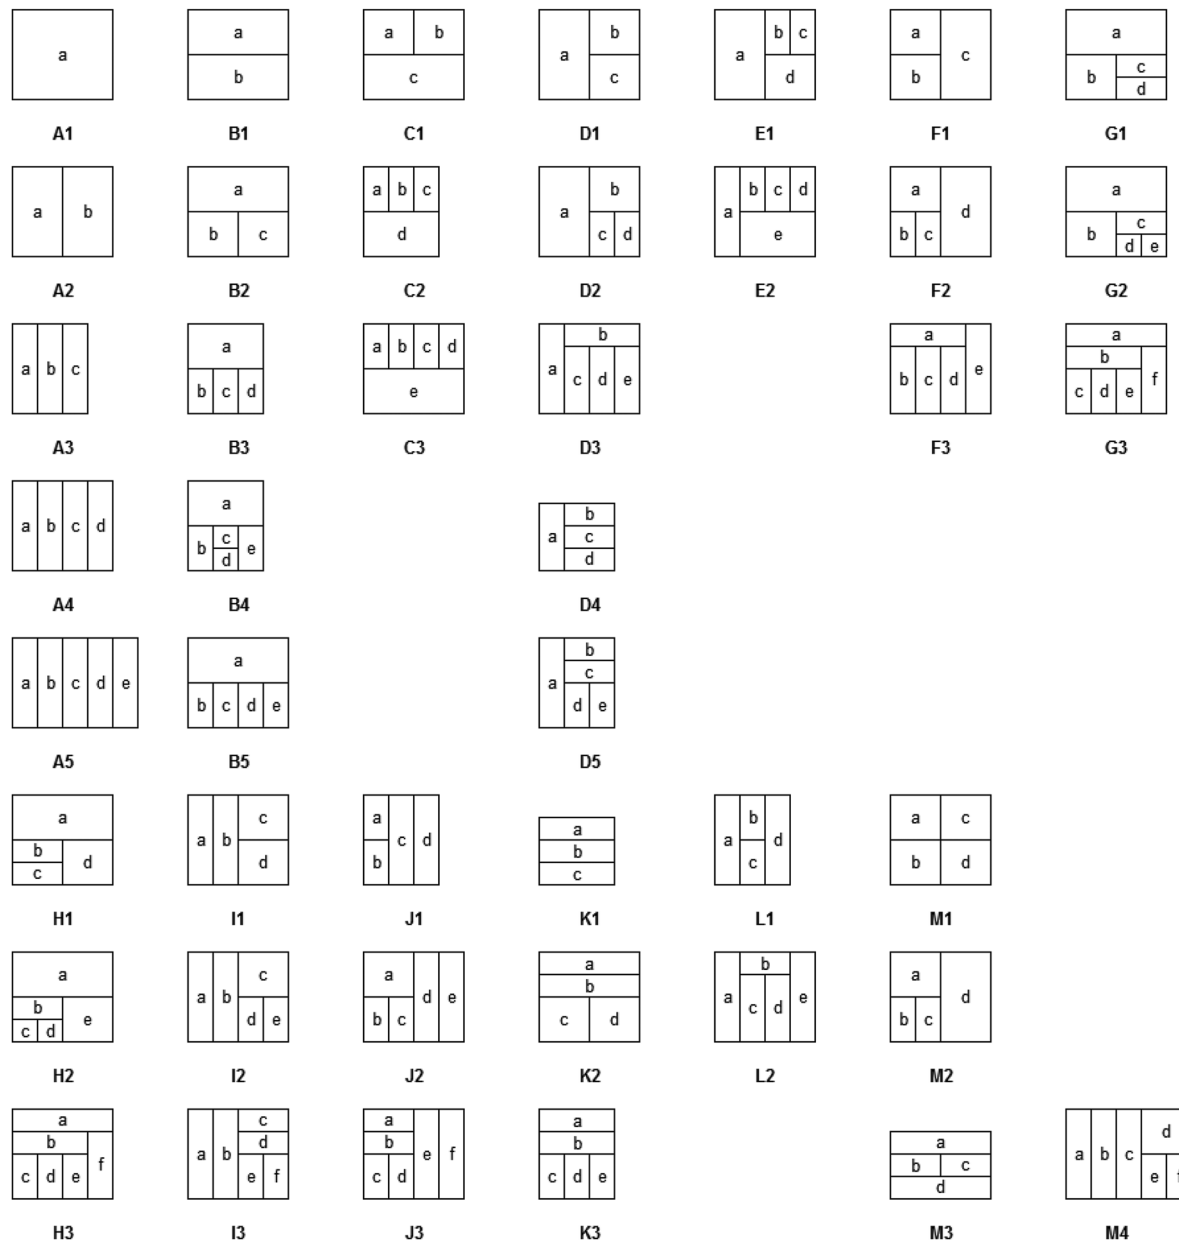 a a a b a b b c a c a
b c c d b b c d
A1 B1 C1 D1 E1 F1 G1
a b a a b c a b b c d a d a
b c d c d a e b c b c d e
A2 B2 C2 D2 E2 F2 G2
a b c a a b c d b a a
b c d e a c d e b c d e b c d e f
A3 B3 C3 D3 F3 G3
a b c d a b
b c d e a c d
A4 B4 D4
a b c d e a b
b c d e a c d e
A5 B5 D5
a a b c a a b a c
b c d d b c d b c a c d b d
H1 I1 J1 K1 L1 M1
a a b c a d e a b b a d
b c d e d e b c c d a c d e b c
H2 I2 J2 K2 L2 M2
a a b c d a b e f a b a a b c d
b c d e f e f c d c d e b c d e f
H3 I3 J3 K3 M3 M4